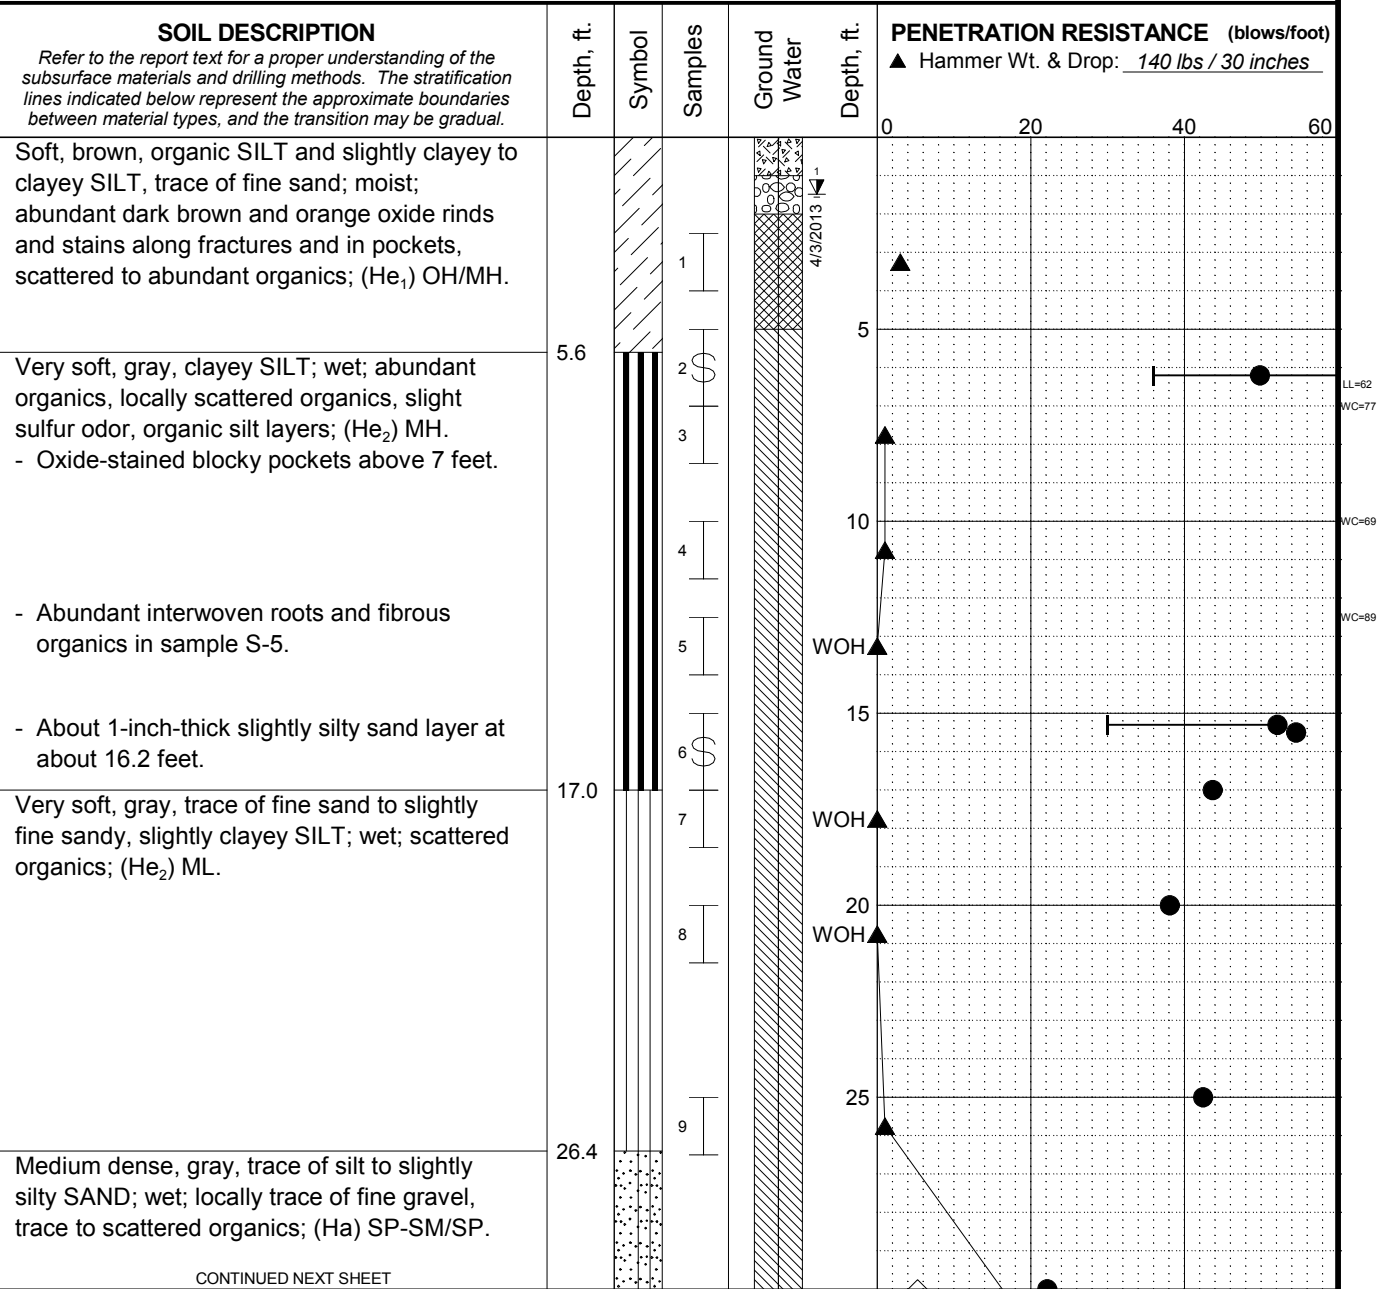 SOIL DESCRIPTION
Refer to the report text for a proper understanding of the
subsurface materials and drilling methods. The stratification
lines indicated below represent the approximate boundaries
between material types, and the transition may be gradual.
Depth, ft.
Symbol
Samples
Ground
Water
Depth, ft.
PENETRATION RESISTANCE (blows/foot)
▲ Hammer Wt. & Drop: 140 lbs / 30 inches
0 20 40 60
Soft, brown, organic SILT and slightly clayey to
clayey SILT, trace of fine sand; moist;
abundant dark brown and orange oxide rinds
and stains along fractures and in pockets,
scattered to abundant organics; (He₁) OH/MH.
1
1
4/3/2013
5
5.6
Very soft, gray, clayey SILT; wet; abundant
organics, locally scattered organics, slight
sulfur odor, organic silt layers; (He₂) MH.
- Oxide-stained blocky pockets above 7 feet.
2
LL=62
WC=77
3
10
WC=69
4
- Abundant interwoven roots and fibrous
organics in sample S-5.
5
WOH
WC=89
15
- About 1-inch-thick slightly silty sand layer at
about 16.2 feet.
6
17.0
Very soft, gray, trace of fine sand to slightly
fine sandy, slightly clayey SILT; wet; scattered
organics; (He₂) ML.
7
WOH
20
8
WOH
25
9
26.4
Medium dense, gray, trace of silt to slightly
silty SAND; wet; locally trace of fine gravel,
trace to scattered organics; (Ha) SP-SM/SP.
CONTINUED NEXT SHEET